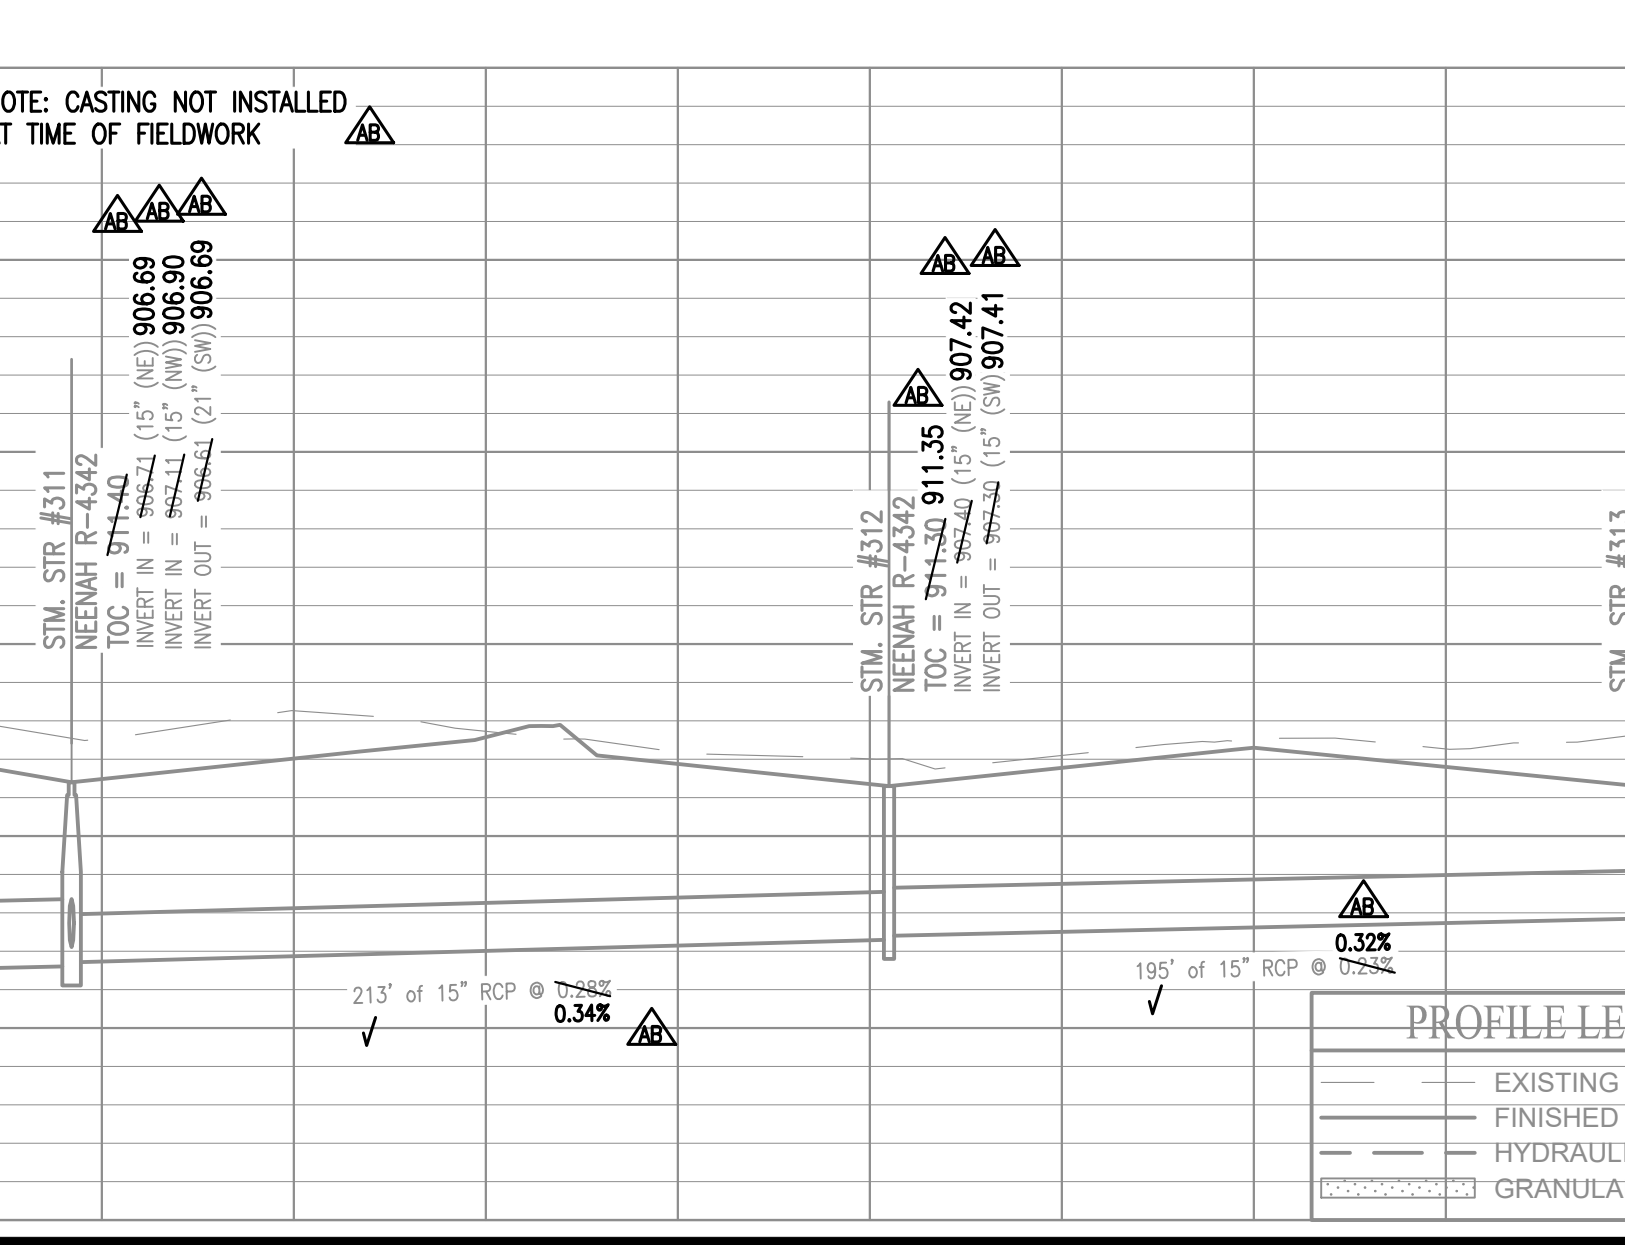 OTE: CASTING NOT INSTALLED
T TIME OF FIELDWORK
AB
AB
AB
AB
STM. STR #311
NEENAH R-4342
TOC = 911.40
INVERT IN = 906.71 (15" (NE)) 906.69
INVERT IN = 907.11 (15" (NW)) 906.90
INVERT OUT = 906.61 (21" (SW)) 906.69
AB
AB
AB
STM. STR #312
NEENAH R-4342
TOC = 911.30 911.35
INVERT IN = 907.40 (15" (NE)) 907.42
INVERT OUT = 907.30 (15" (SW) 907.41
STM. STR #313
213' of 15" RCP @ 0.28%
0.34%
AB
AB
0.32%
195' of 15" RCP @ 0.23%
PROFILE LE
EXISTING
FINISHED
HYDRAULI
GRANULA